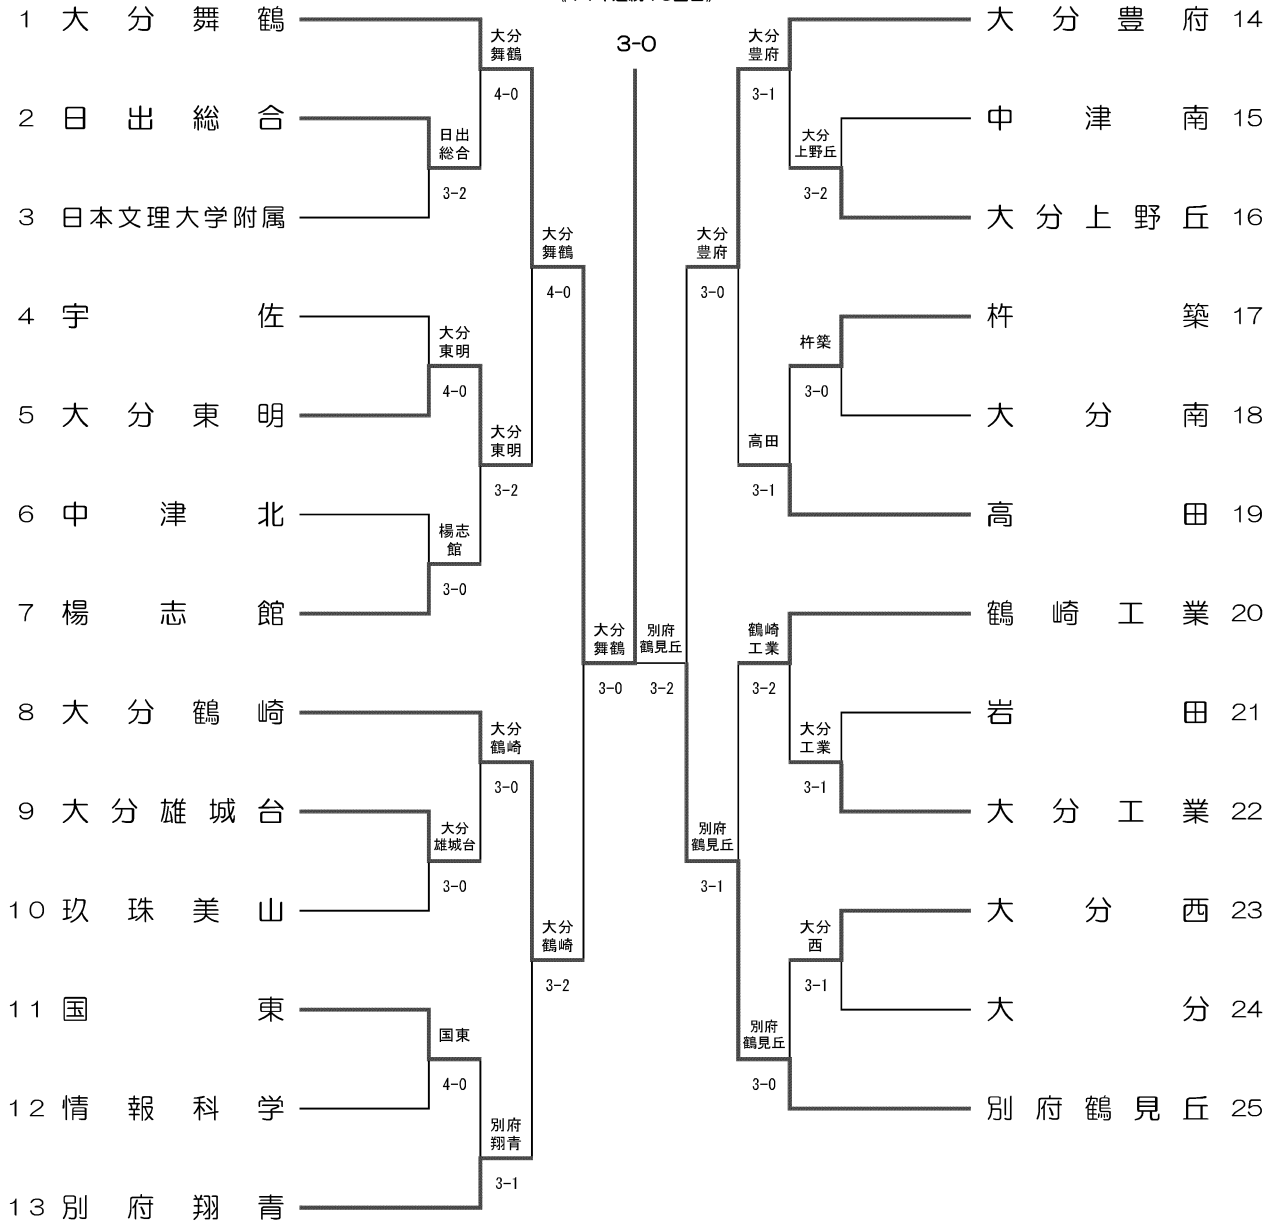 3-0
1 大分舞鶴
2 日出総合
3 日本文理大学附属
4 宇佐
5 大分東明
6 中津北
7 楊志館
8 大分鶴崎
9 大分雄城台
10 玖珠美山
11 国東
12 情報科学
13 別府翔青
日出
総合
3-2
大分
東明
4-0
楊志
館
3-0
大分
雄城台
3-0
国東
4-0
大分
舞鶴
4-0
大分
東明
3-2
大分
鶴崎
3-0
別府
翔青
3-1
大分
舞鶴
4-0
大分
鶴崎
3-2
大分
舞鶴
3-0
別府
鶴見丘
3-2
大分
豊府
3-0
別府
鶴見丘
3-1
大分
豊府
3-1
高田
3-1
鶴崎
工業
3-2
別府
鶴見丘
3-0
大分
上野丘
3-2
杵築
3-0
大分
工業
3-1
大分
西
3-1
大分豊府 14
中津南 15
大分上野丘 16
杵築 17
大分南 18
高田 19
鶴崎工業 20
岩田 21
大分工業 22
大分西 23
大分 24
別府鶴見丘 25